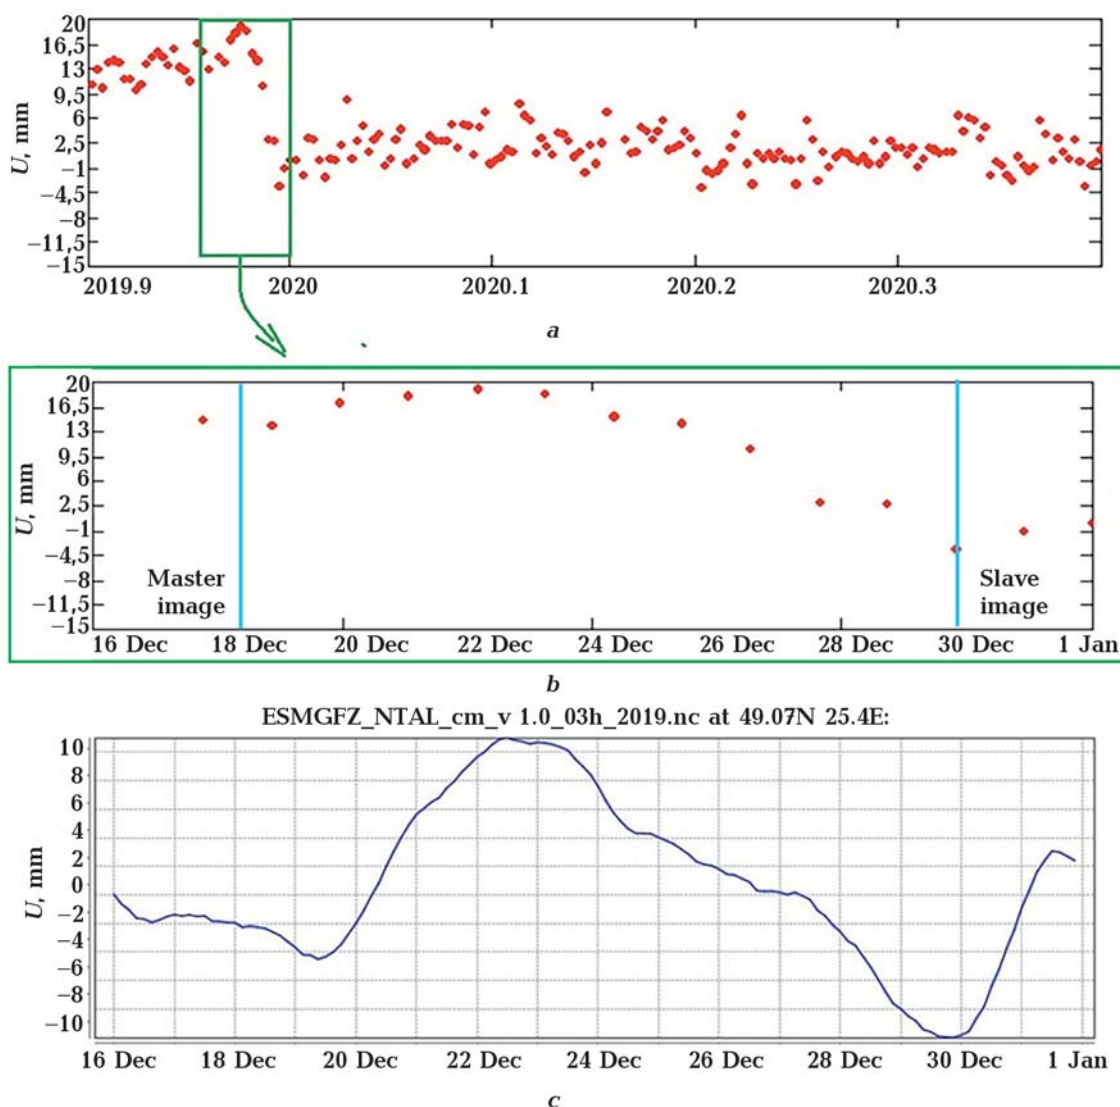 20
16,5
13
9,5
6
2,5
−1
−4,5
−8
−11,5
−15
U, mm
2019.9 2020 2020.1 2020.2 2020.3
a
20
16,5
13
9,5
6
2,5
−1
−4,5
−8
−11,5
−15
U, mm
Master
image
Slave
image
16 Dec 18 Dec 20 Dec 22 Dec 24 Dec 26 Dec 28 Dec 30 Dec 1 Jan
b
ESMGFZ_NTAL_cm_v 1.0_03h_2019.nc at 49.07N 25.4E:
10
8
6
4
2
0
−2
−4
−6
−8
−10
U, mm
16 Dec 18 Dec 20 Dec 22 Dec 24 Dec 26 Dec 28 Dec 30 Dec 1 Jan
c